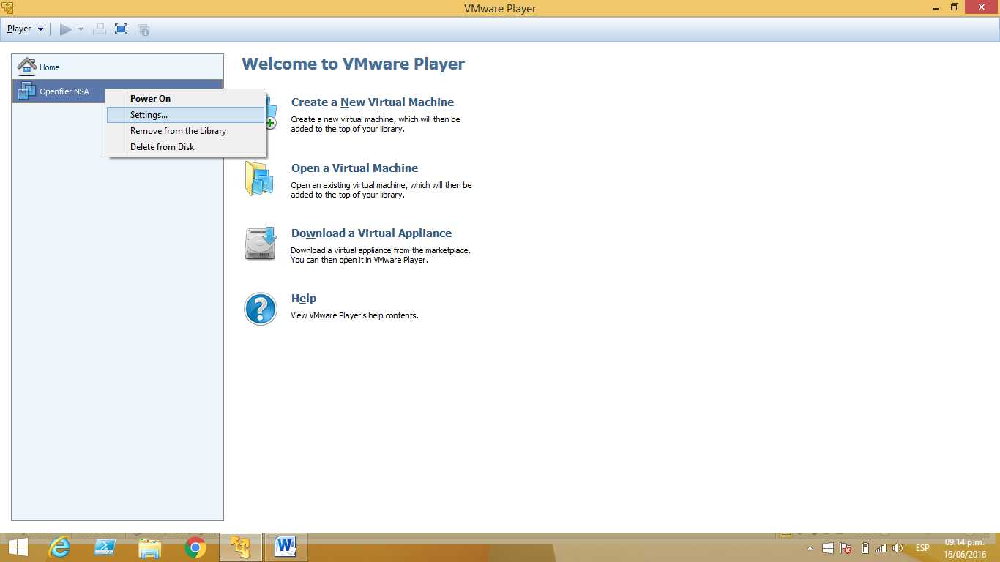 VMware Player
Player
Home
Openfiler NSA
Power On
Settings...
Remove from the Library
Delete from Disk
Welcome to VMware Player
Create a New Virtual Machine
Create a new virtual machine, which will then be
added to the top of your library.
Open a Virtual Machine
Open an existing virtual machine, which will then be
added to the top of your library.
Download a Virtual Appliance
Download a virtual appliance from the marketplace.
You can then open it in VMware Player.
Help
View VMware Player's help contents.
ESP
09:14 p.m.
16/06/2016